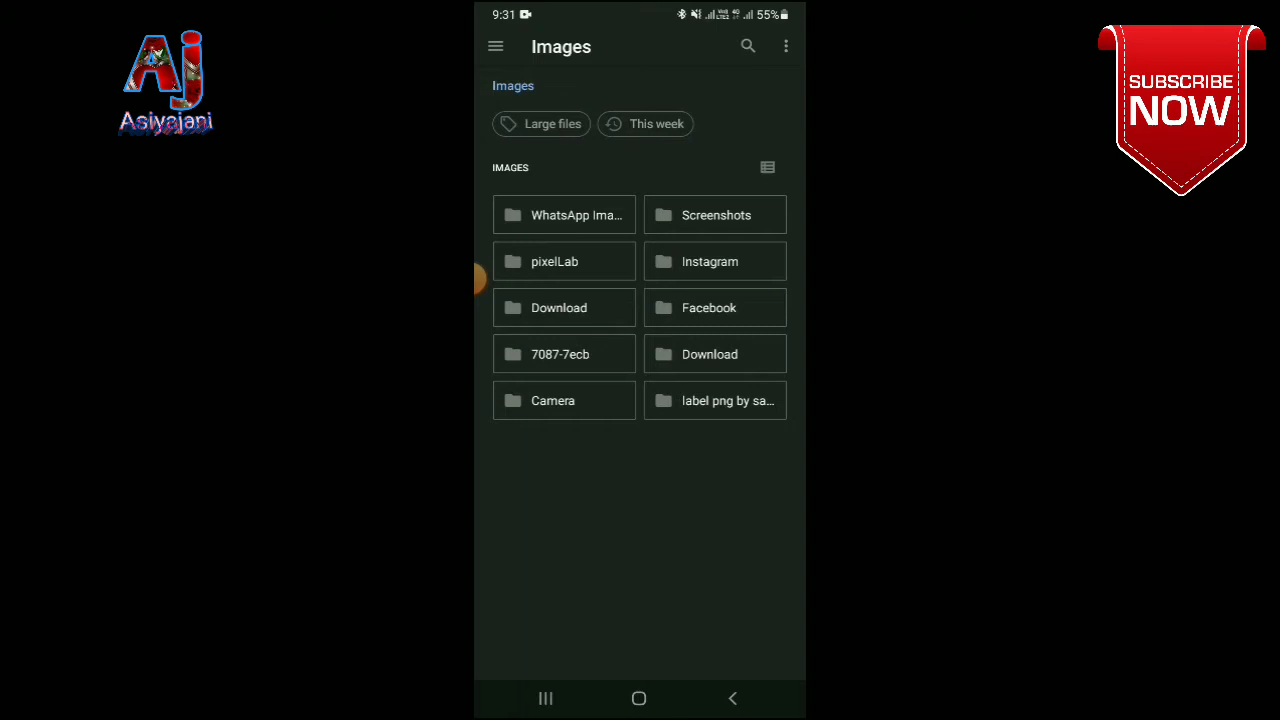 9:31
55%
Images
Images
Large files
This week
IMAGES
WhatsApp Ima...
Screenshots
pixelLab
Instagram
Download
Facebook
7087-7ecb
Download
Camera
label png by sa...
Aj
Asiyajani
SUBSCRIBE
NOW